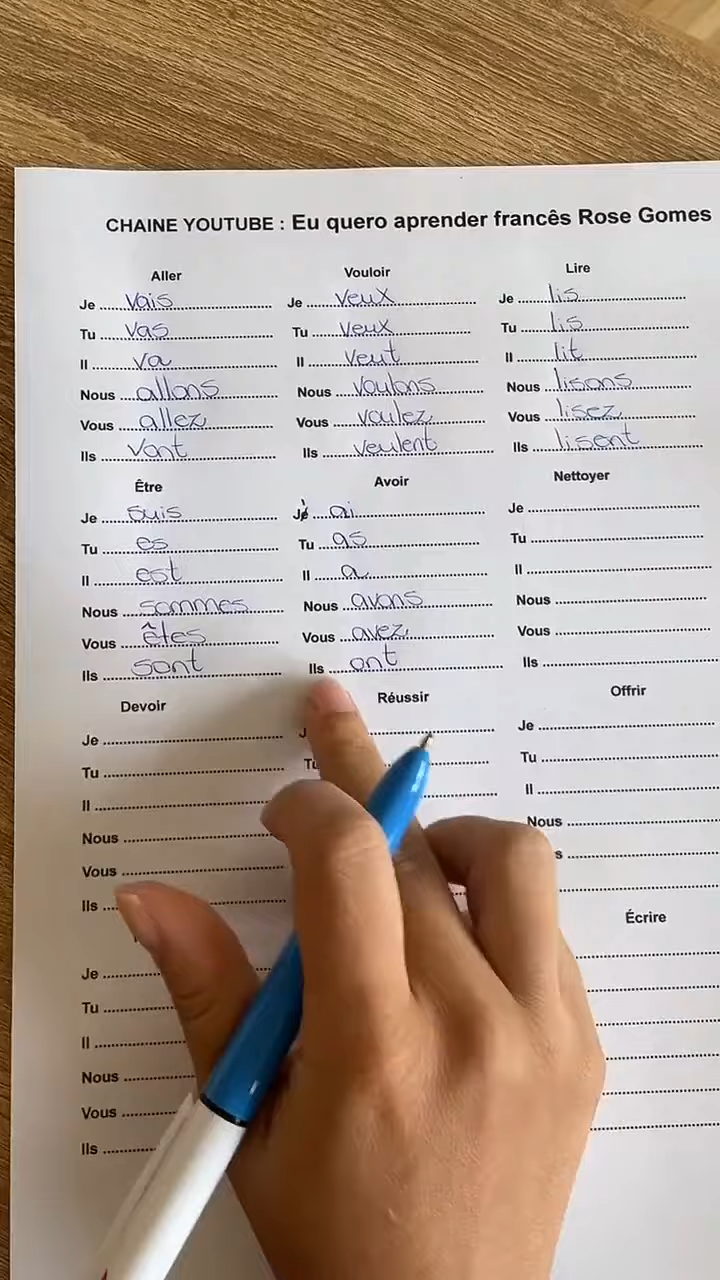 CHAINE YOUTUBE : Eu quero aprender francês Rose Gomes
Aller
Je vais
Tu vas
Il va
Nous allons
Vous allez
Ils vont
Vouloir
Je veux
Tu veux
Il veut
Nous voulons
Vous voulez
Ils veulent
Lire
Je lis
Tu lis
Il lit
Nous lisons
Vous lisez
Ils lisent
Être
Je suis
Tu es
Il est
Nous sommes
Vous êtes
Ils sont
Avoir
J' ai
Tu as
Il a
Nous avons
Vous avez
Ils ont
Nettoyer
Je
Tu
Il
Nous
Vous
Ils
Devoir
Je
Tu
Il
Nous
Vous
Ils
Réussir
Offrir
Je
Tu
Il
Nous
Je
Tu
Il
Nous
Vous
Ils
Écrire